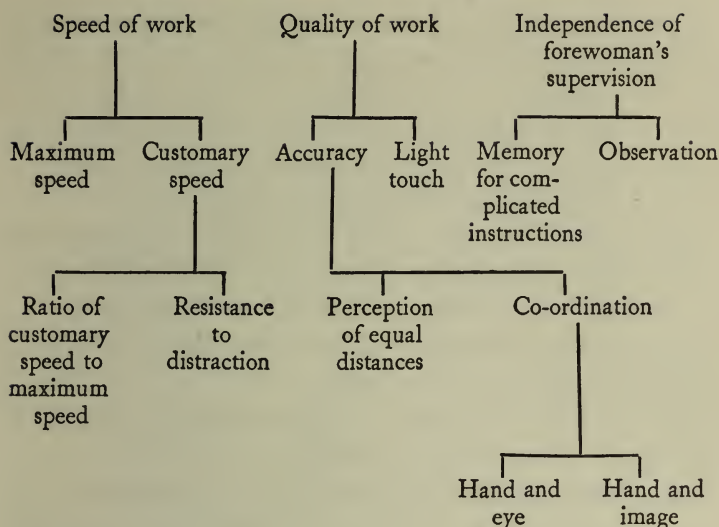 Speed of work
Quality of work
Independence of
forewoman's
supervision
Maximum
speed
Customary
speed
Accuracy
Light
touch
Memory
for com-
plicated
instructions
Observation
Ratio of
customary
speed to
maximum
speed
Resistance
to
distraction
Perception
of equal
distances
Co-ordination
Hand and
eye
Hand and
image